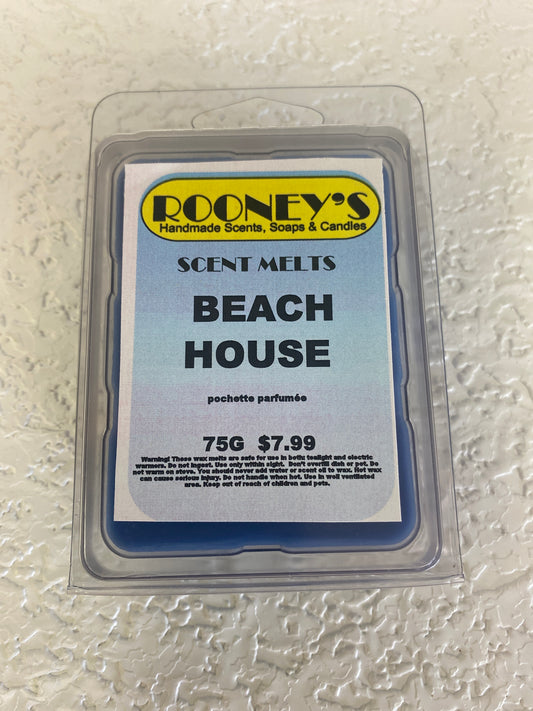 ROONEY'S
Handmade Scents, Soaps & Candles
SCENT MELTS
BEACH
HOUSE
pochette parfumée
75G $7.99
Warning! These wax melts are safe for use in both: tealight and electric
warmers. Do not ingest. Use only within sight. Don't overfill dish or pot. Do
not warm on stove. You should never add water or scent oil to wax. Hot wax
can cause serious injury. Do not handle when hot. Use in well ventilated
area. Keep out of reach of children and pets.